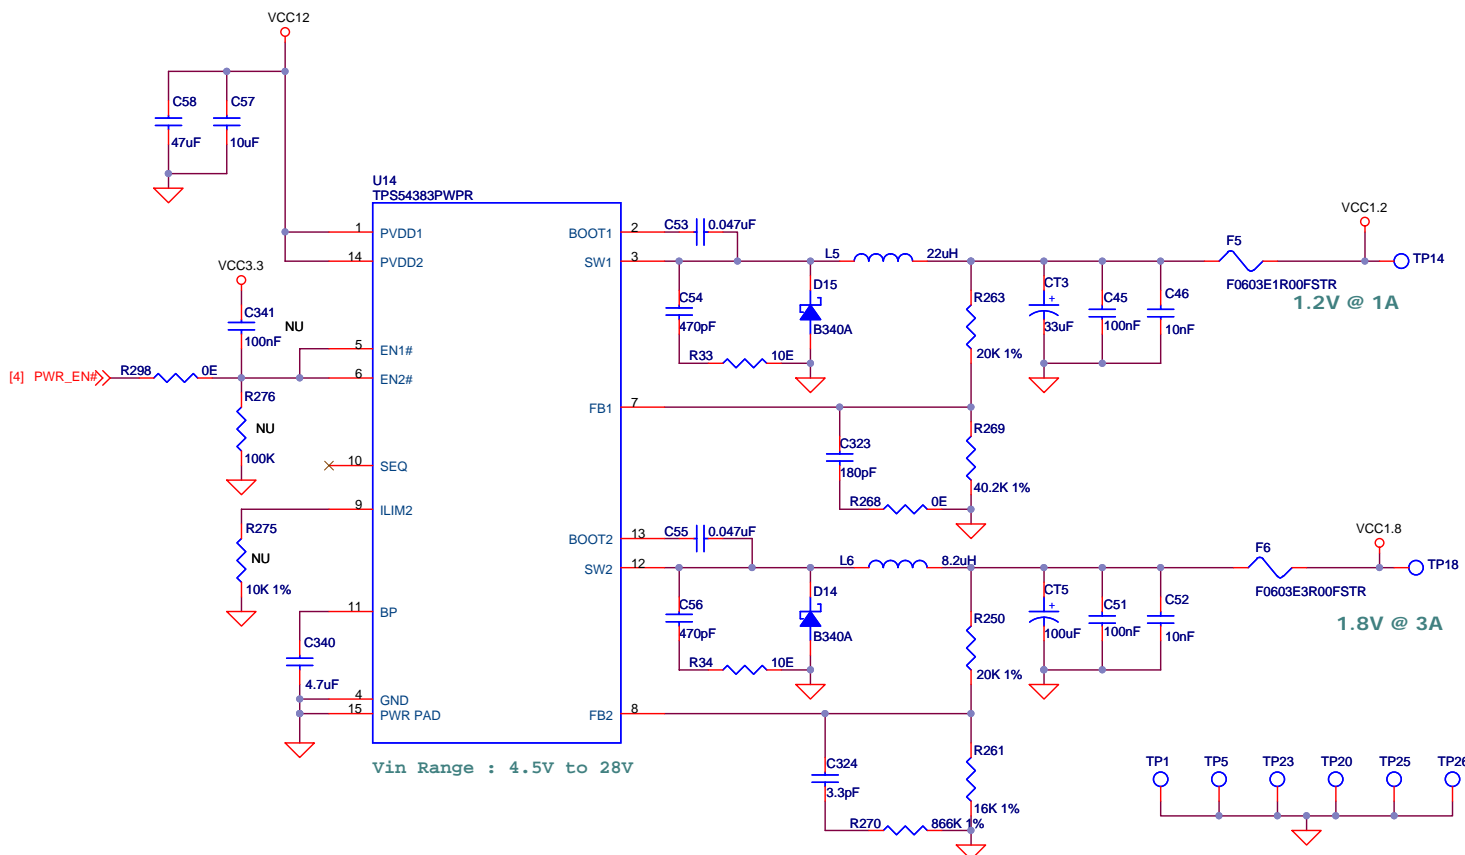 VCC12
C58
C57
47uF
10uF
U14
TPS54383PWPR
1
PVDD1
14
PVDD2
VCC3.3
C341
NU
100nF
5
EN1#
[4] PWR_EN#
R298
0E
6
EN2#
R276
NU
100K
10
SEQ
9
ILIM2
R275
NU
10K 1%
11
BP
C340
4.7uF
4
GND
15
PWR PAD
Vin Range : 4.5V to 28V
BOOT1
2
C53
0.047uF
SW1
3
L5
22uH
C54
470pF
D15
B340A
R33
10E
R263
20K 1%
CT3
+
33uF
C45
100nF
C46
10nF
F5
F0603E1R00FSTR
VCC1.2
TP14
1.2V @ 1A
FB1
7
C323
180pF
R269
40.2K 1%
R268
0E
BOOT2
13
C55
0.047uF
SW2
12
L6
8.2uH
C56
470pF
D14
B340A
R34
10E
R250
20K 1%
CT5
+
100uF
C51
100nF
C52
10nF
F6
F0603E3R00FSTR
VCC1.8
TP18
1.8V @ 3A
FB2
8
C324
3.3pF
R261
16K 1%
R270
866K 1%
TP1
TP5
TP23
TP20
TP25
TP26